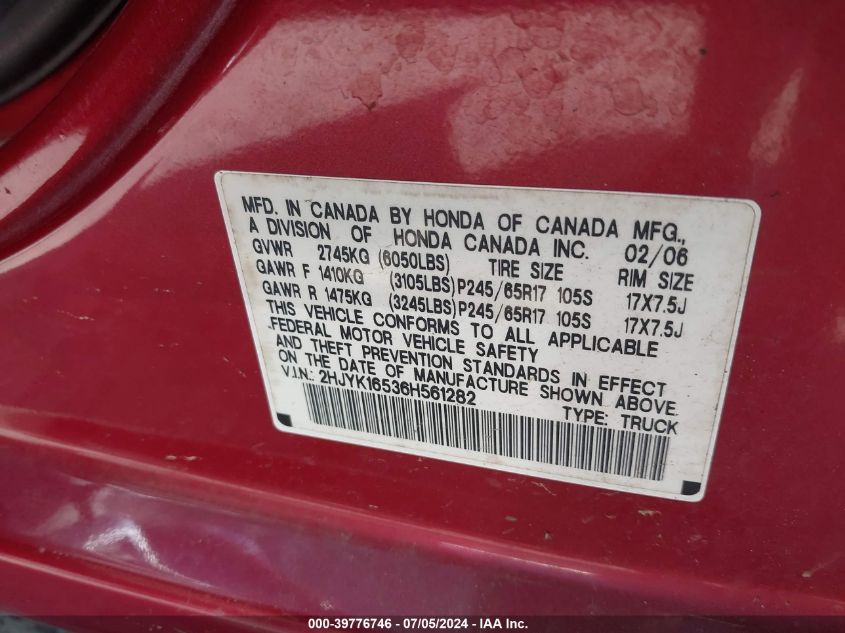 MFD. IN CANADA BY HONDA OF CANADA MFG.,
A DIVISION OF HONDA CANADA INC. 02/06
GVWR 2745KG (6050LBS) TIRE SIZE RIM SIZE
GAWR F 1410KG (3105LBS) P245/65R17 105S 17X7.5J
GAWR R 1475KG (3245LBS) P245/65R17 105S 17X7.5J
THIS VEHICLE CONFORMS TO ALL APPLICABLE
FEDERAL MOTOR VEHICLE SAFETY
AND THEFT PREVENTION STANDARDS IN EFFECT
ON THE DATE OF MANUFACTURE SHOWN ABOVE.
V.I.N.: 2HJYK16536H561282 TYPE: TRUCK
000-39776746 - 07/05/2024 - IAA Inc.